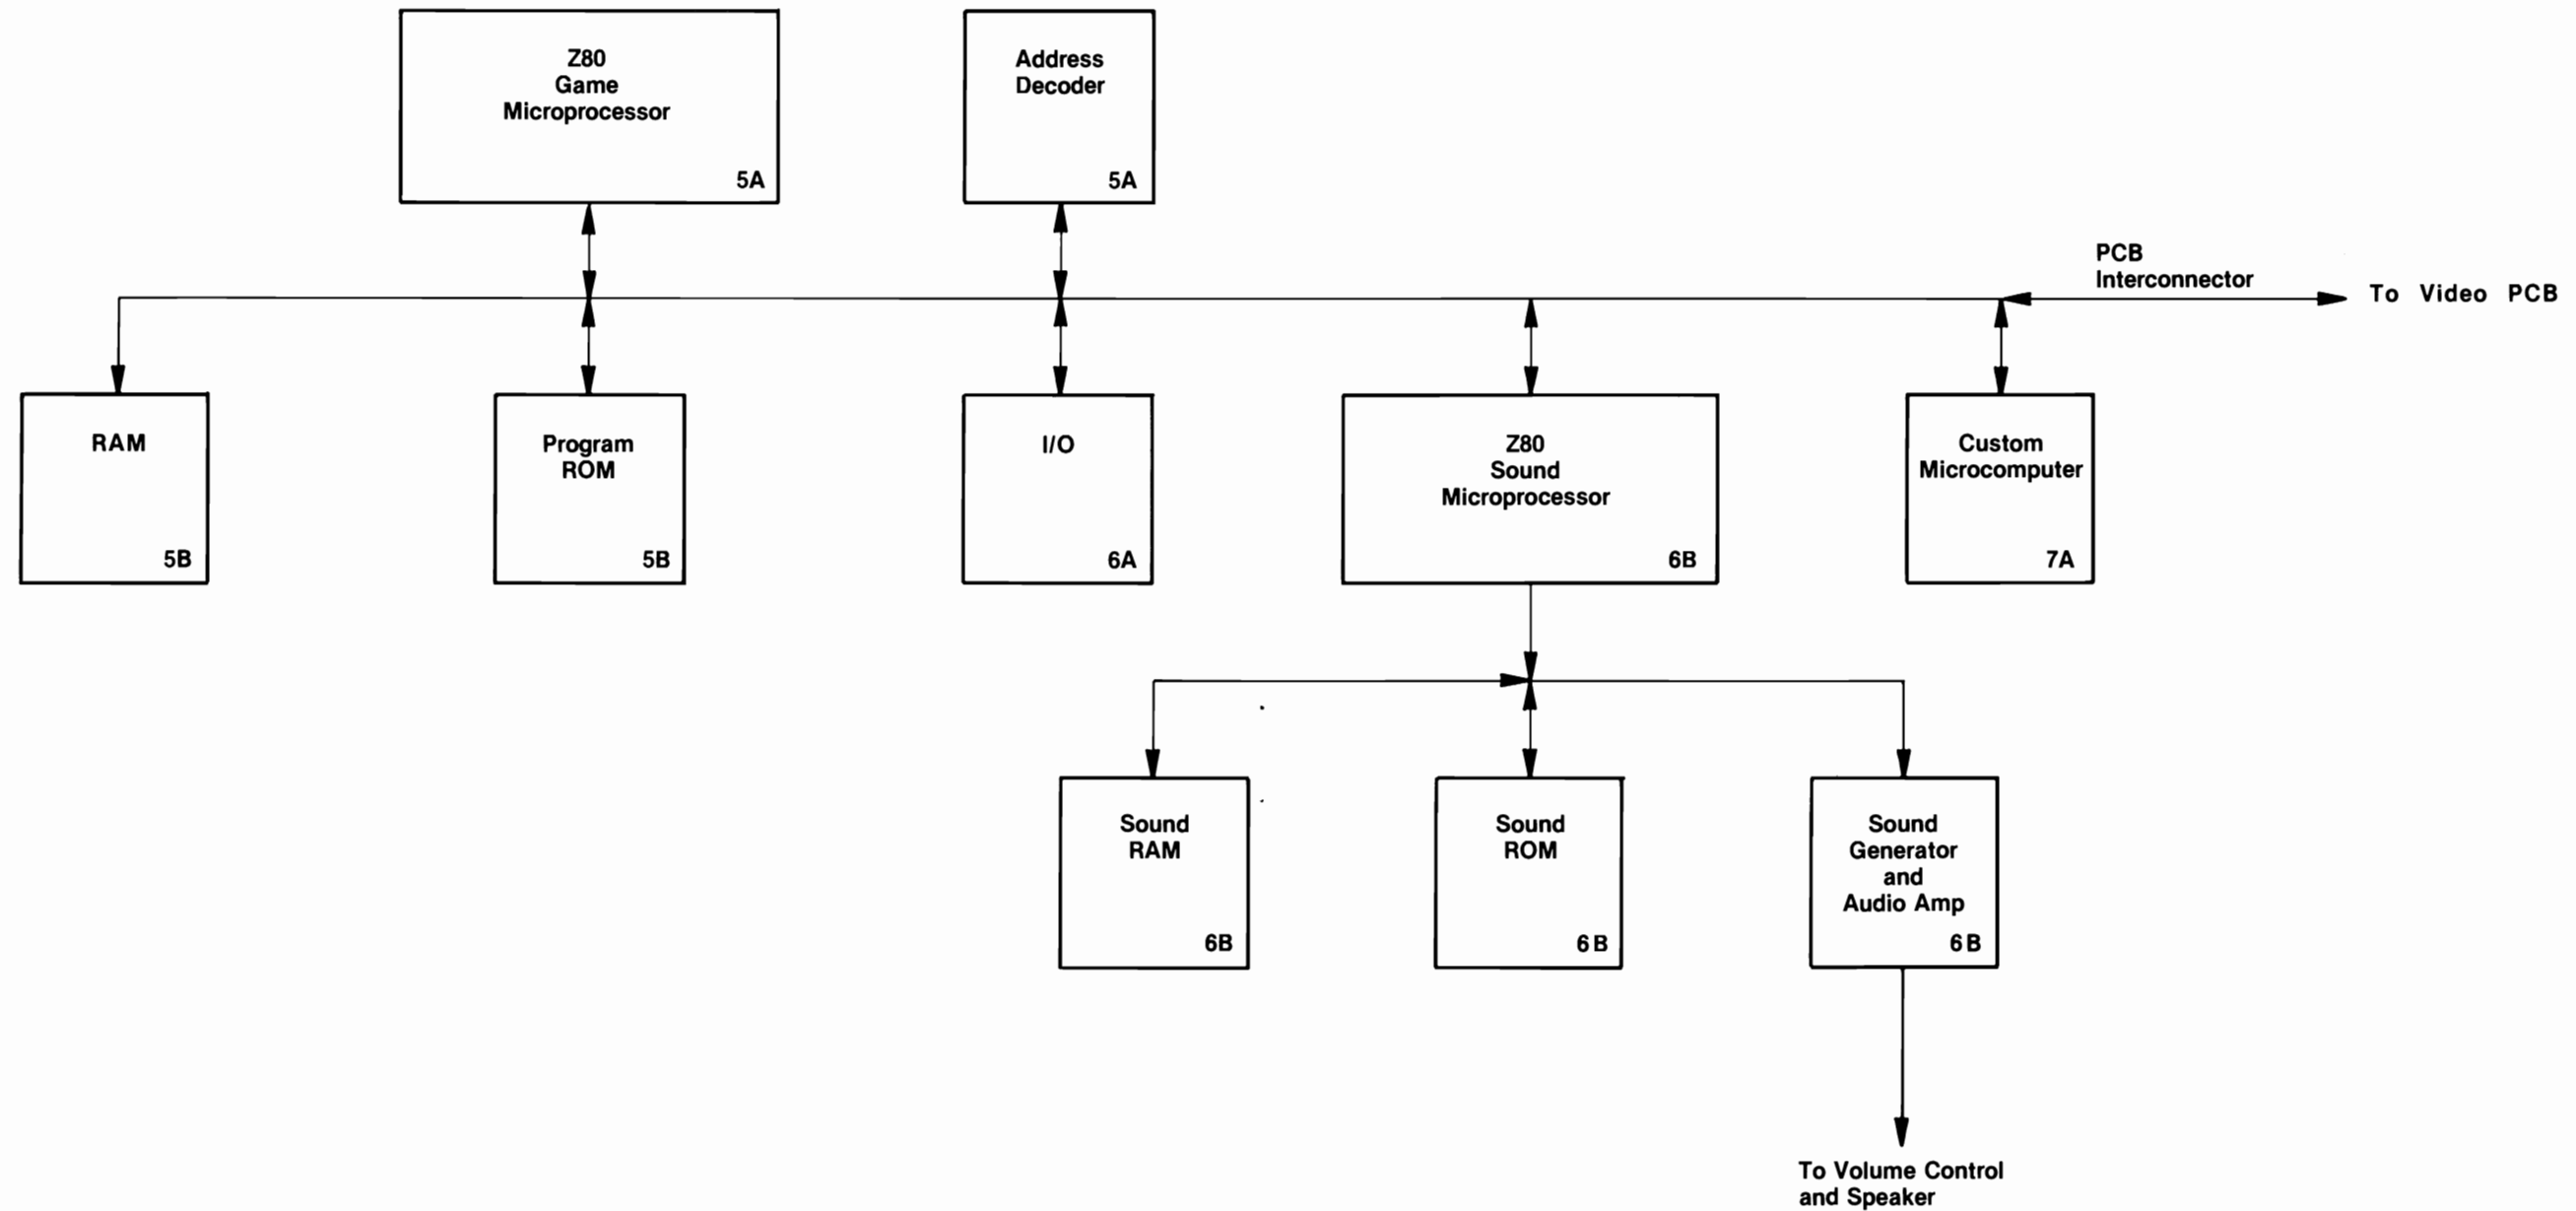 Z80
Game
Microprocessor
5A
Address
Decoder
5A
PCB
Interconnector
To Video PCB
RAM
5B
Program
ROM
5B
I/O
6A
Z80
Sound
Microprocessor
6B
Custom
Microcomputer
7A
Sound
RAM
6B
Sound
ROM
6B
Sound
Generator
and
Audio Amp
6B
To Volume Control
and Speaker